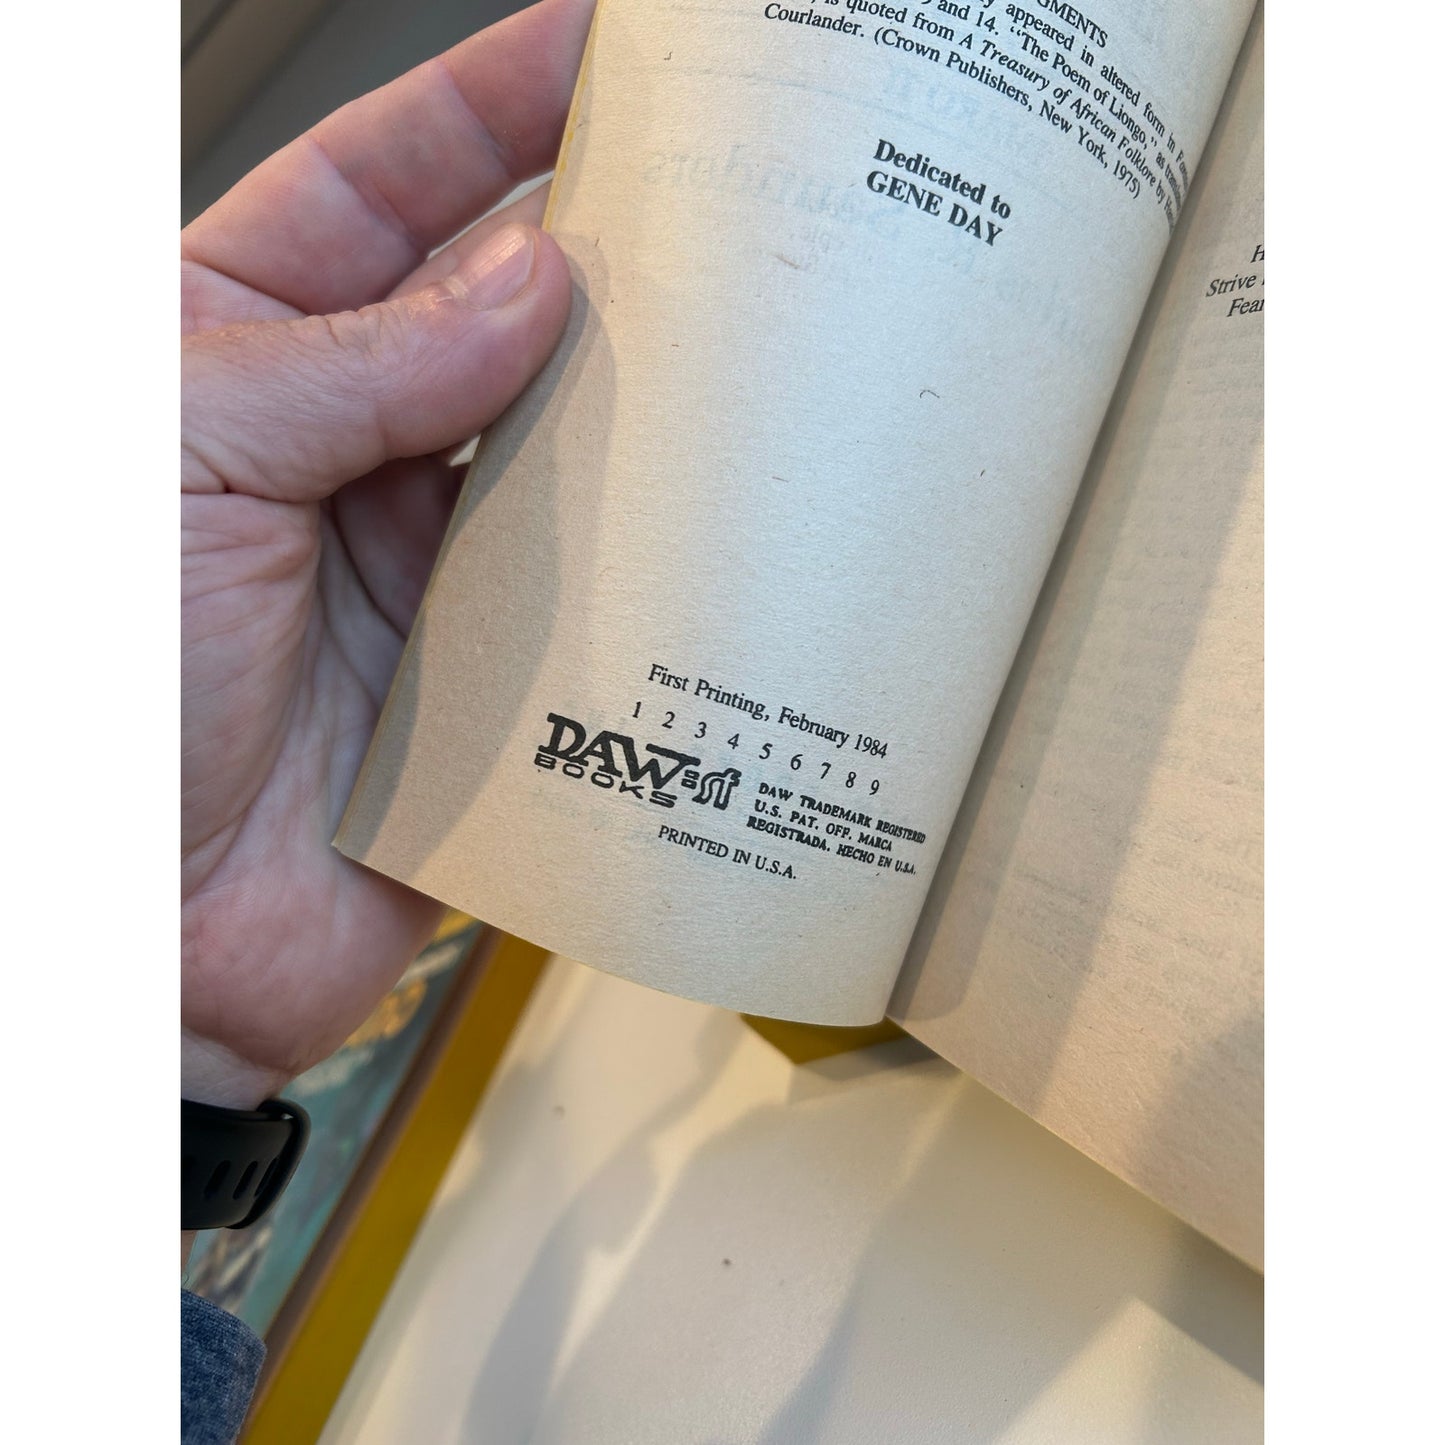 GMENTS
appeared in altered form in
9 and 14. “The Poem of Liongo,” as
is quoted from A Treasury of African Folklore by
Courlander. (Crown Publishers, New York, 1975)
Dedicated to
GENE DAY
First Printing, February 1984
1 2 3 4 5 6 7 8 9
DAW sf
BOOKS
DAW TRADEMARK REGISTERED
U.S. PAT. OFF. MARCA
REGISTRADA. HECHO EN U.S.A.
PRINTED IN U.S.A.
H
Strive
Fear